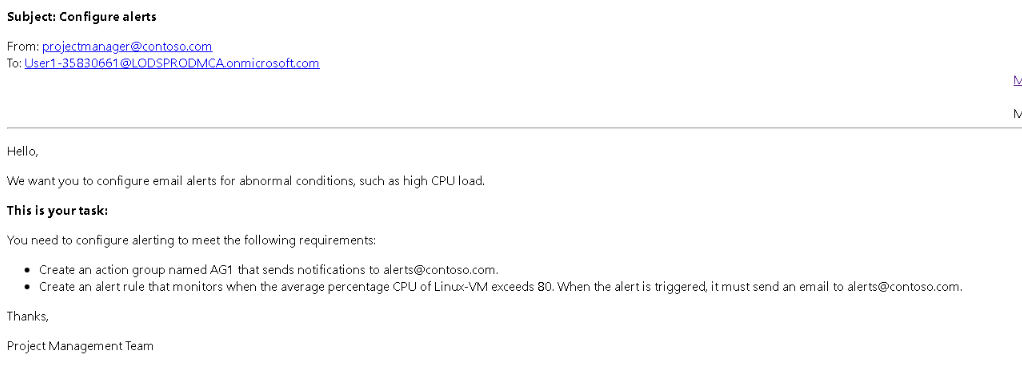 Subject: Configure alerts
From: projectmanager@contoso.com
To: User1-35830661@LODSPRODMCA.onmicrosoft.com
M
M
Hello,
We want you to configure email alerts for abnormal conditions, such as high CPU load.
This is your task:
You need to configure alerting to meet the following requirements:
• Create an action group named AG1 that sends notifications to alerts@contoso.com.
• Create an alert rule that monitors when the average percentage CPU of Linux-VM exceeds 80. When the alert is triggered, it must send an email to alerts@contoso.com.
Thanks,
Project Management Team